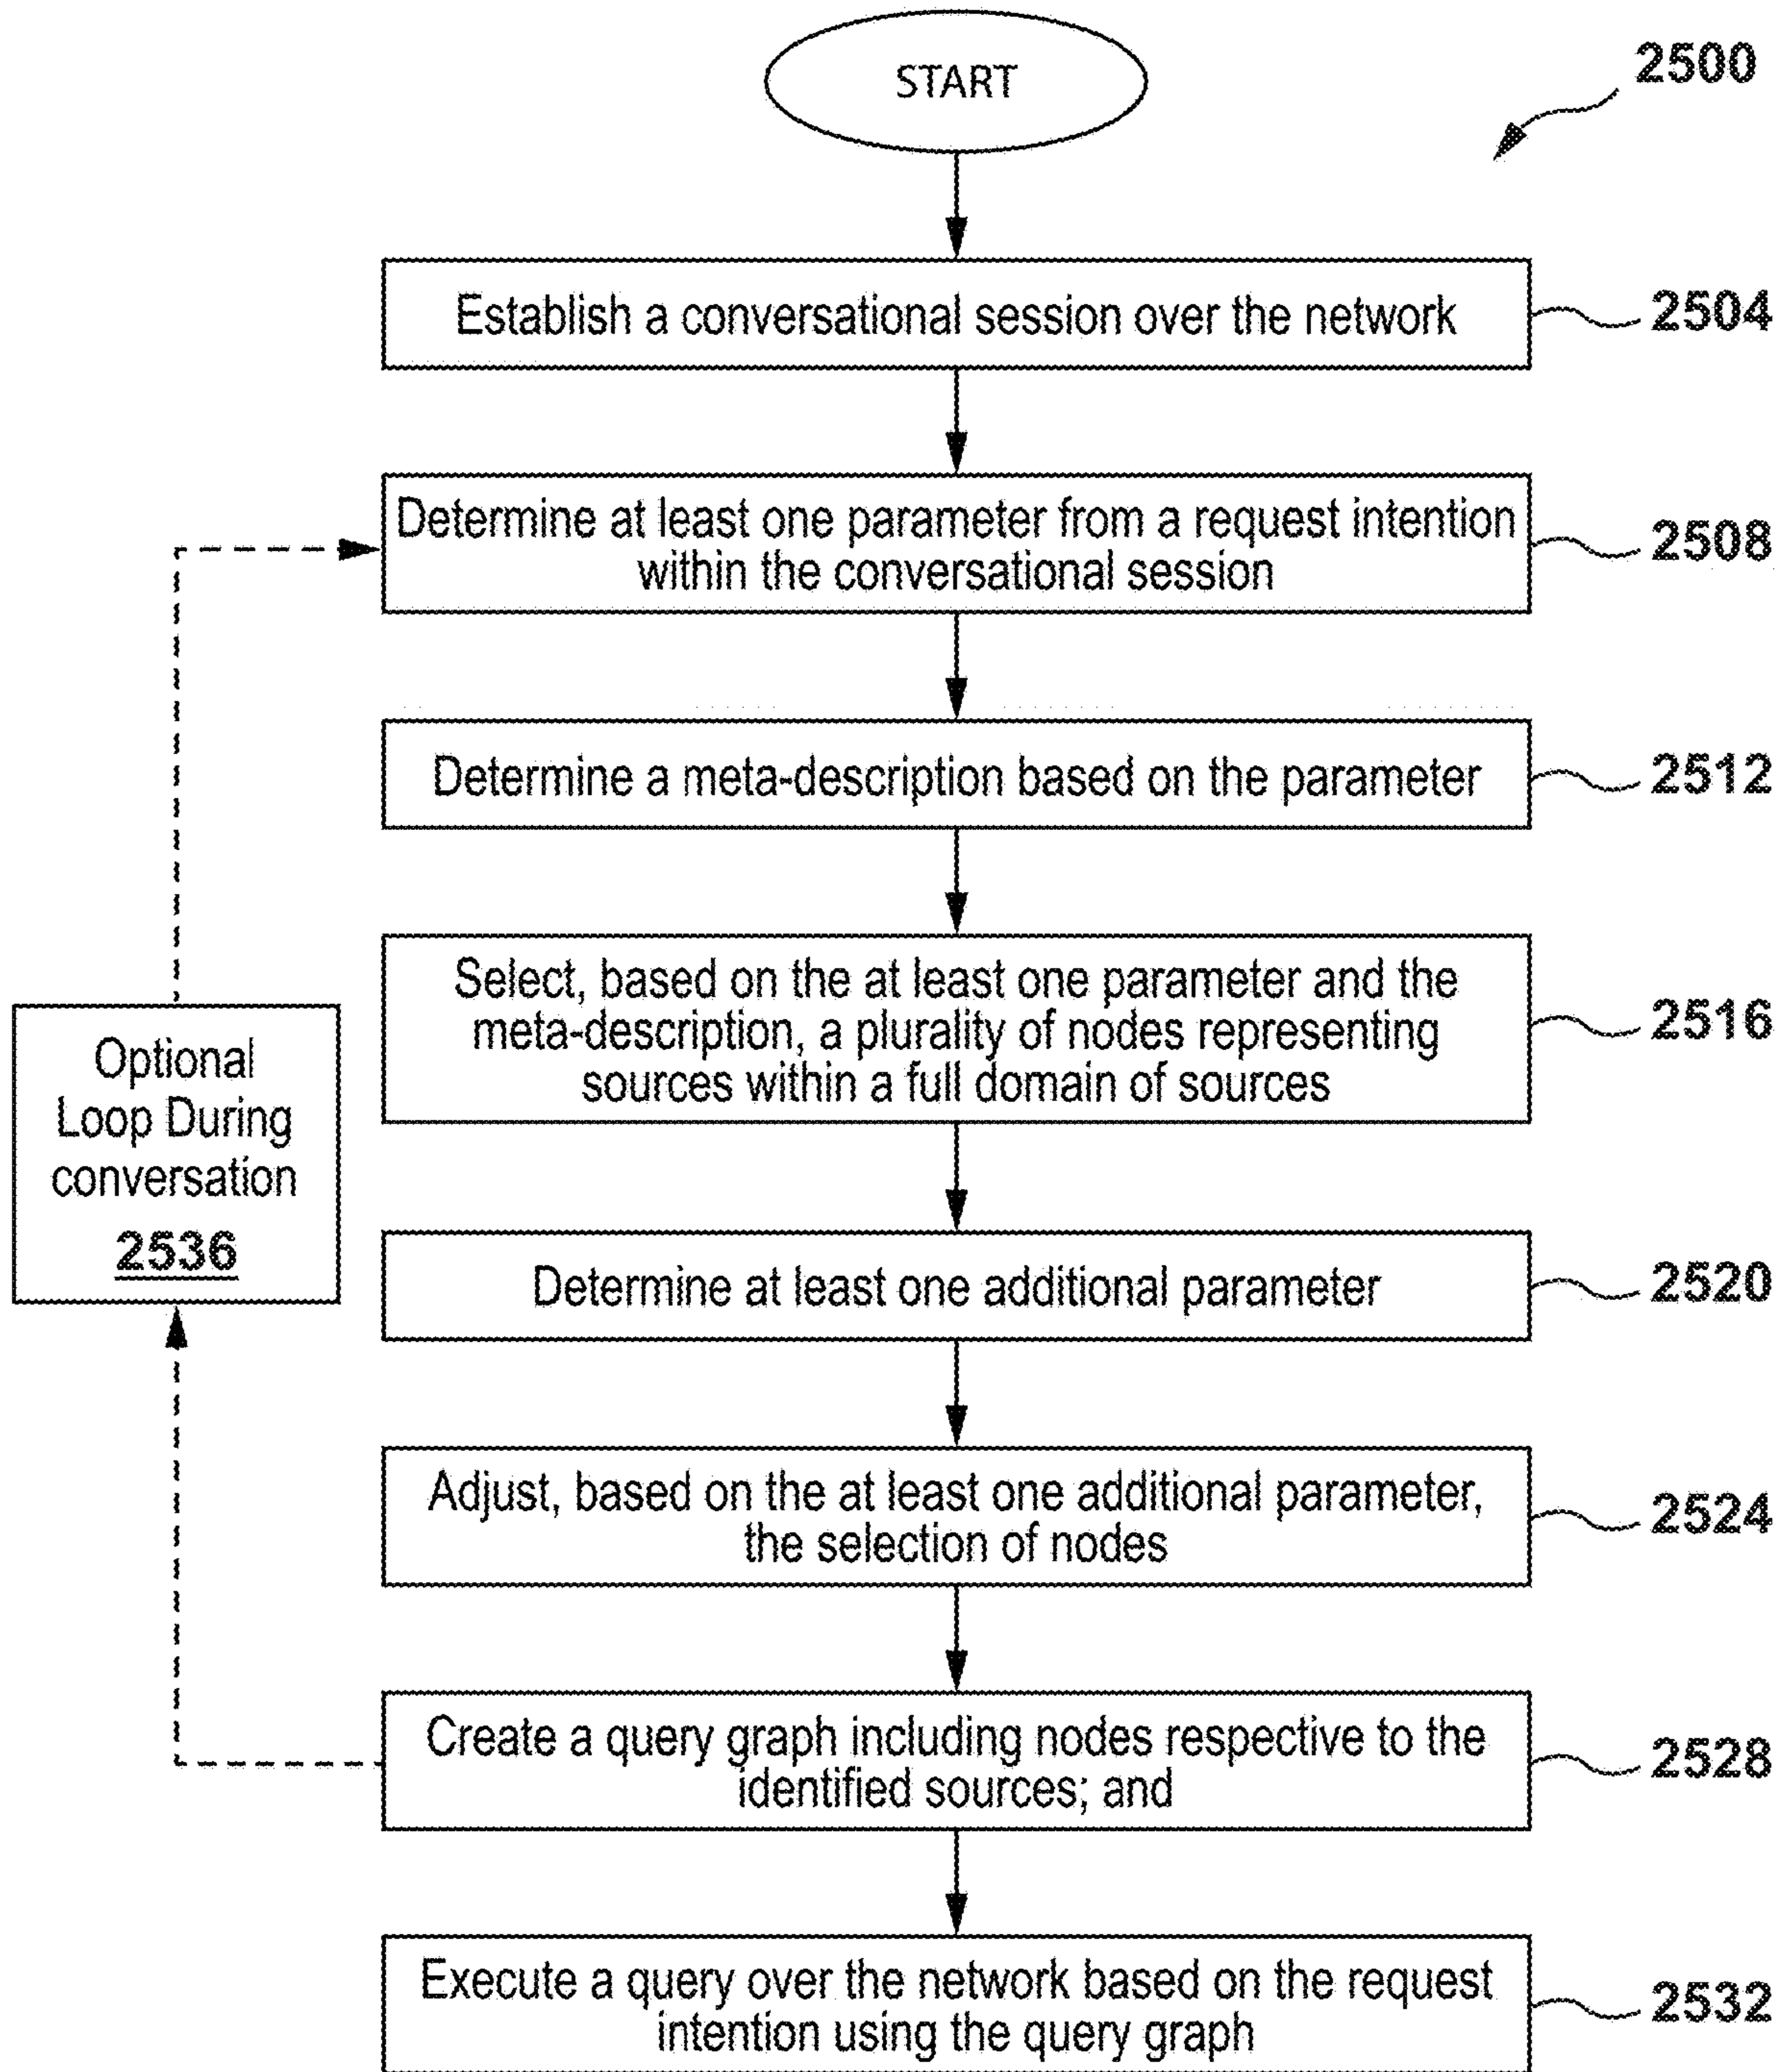 START
2500
Establish a conversational session over the network
2504
Determine at least one parameter from a request intention
within the conversational session
2508
Determine a meta-description based on the parameter
2512
Select, based on the at least one parameter and the
meta-description, a plurality of nodes representing
sources within a full domain of sources
2516
Optional
Loop During
conversation
2536
Determine at least one additional parameter
2520
Adjust, based on the at least one additional parameter,
the selection of nodes
2524
Create a query graph including nodes respective to the
identified sources; and
2528
Execute a query over the network based on the request
intention using the query graph
2532